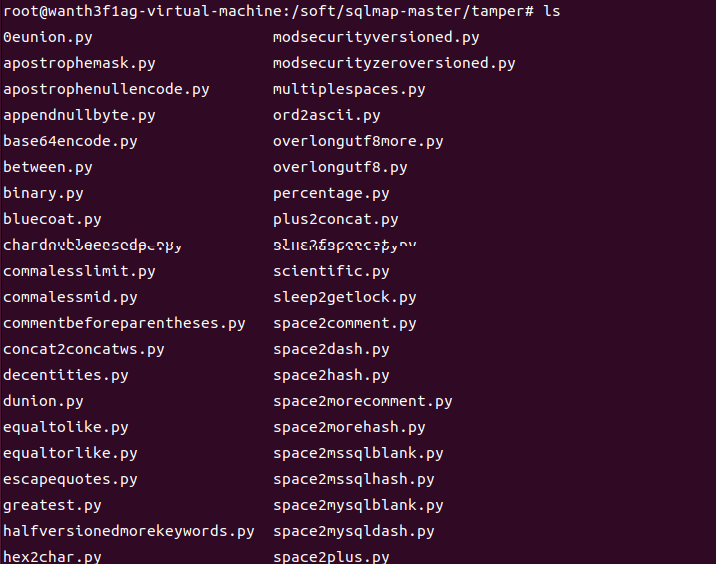 root@wanth3f1ag-virtual-machine:/soft/sqlmap-master/tamper# ls
0eunion.py modsecurityversioned.py
apostrophemask.py modsecurityzeroversioned.py
apostrophenullencode.py multiplespaces.py
appendnullbyte.py ord2ascii.py
base64encode.py overlongutf8more.py
between.py overlongutf8.py
binary.py percentage.py
bluecoat.py plus2concat.py
commalesslimit.py scientific.py
commalessmid.py sleep2getlock.py
commentbeforeparentheses.py space2comment.py
concat2concatws.py space2dash.py
decentities.py space2hash.py
dunion.py space2morecomment.py
equaltolike.py space2morehash.py
equaltorlike.py space2mssqlblank.py
escapequotes.py space2mssqlhash.py
greatest.py space2mysqlblank.py
halfversionedmorekeywords.py space2mysqldash.py
hex2char.py space2plus.py